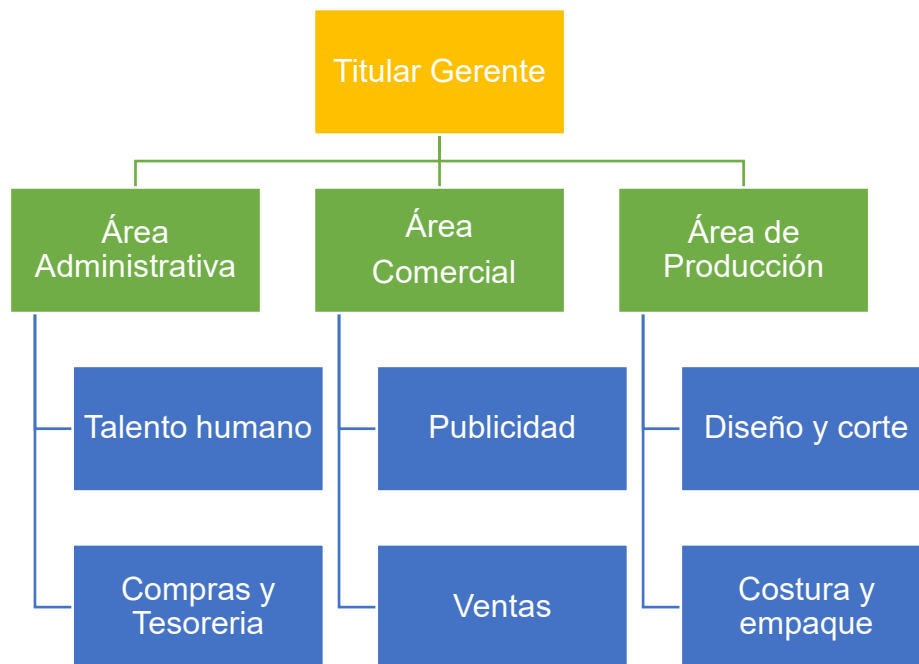 Titular Gerente
Área
Administrativa
Área
Comercial
Área de
Producción
Talento humano
Publicidad
Diseño y corte
Compras y
Tesoreria
Ventas
Costura y
empaque